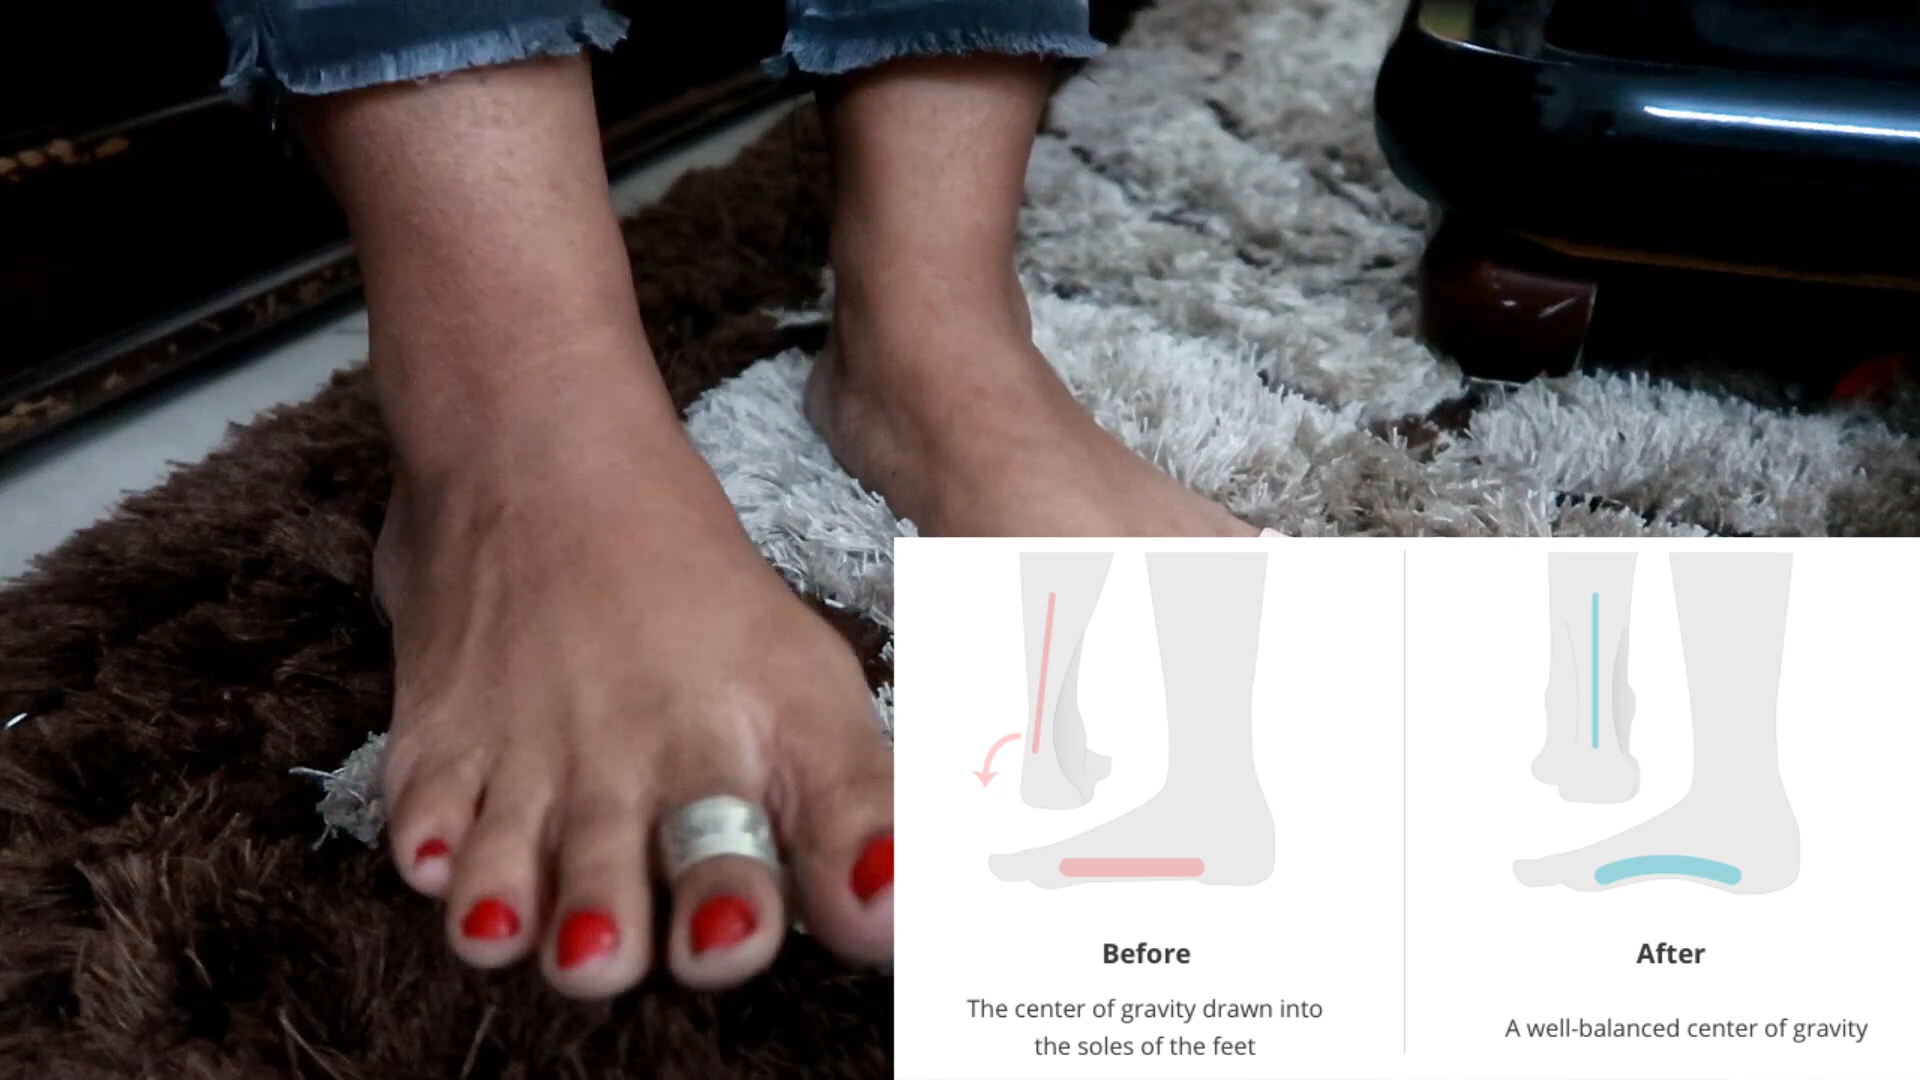 Before
The center of gravity drawn into
the soles of the feet
After
A well-balanced center of gravity